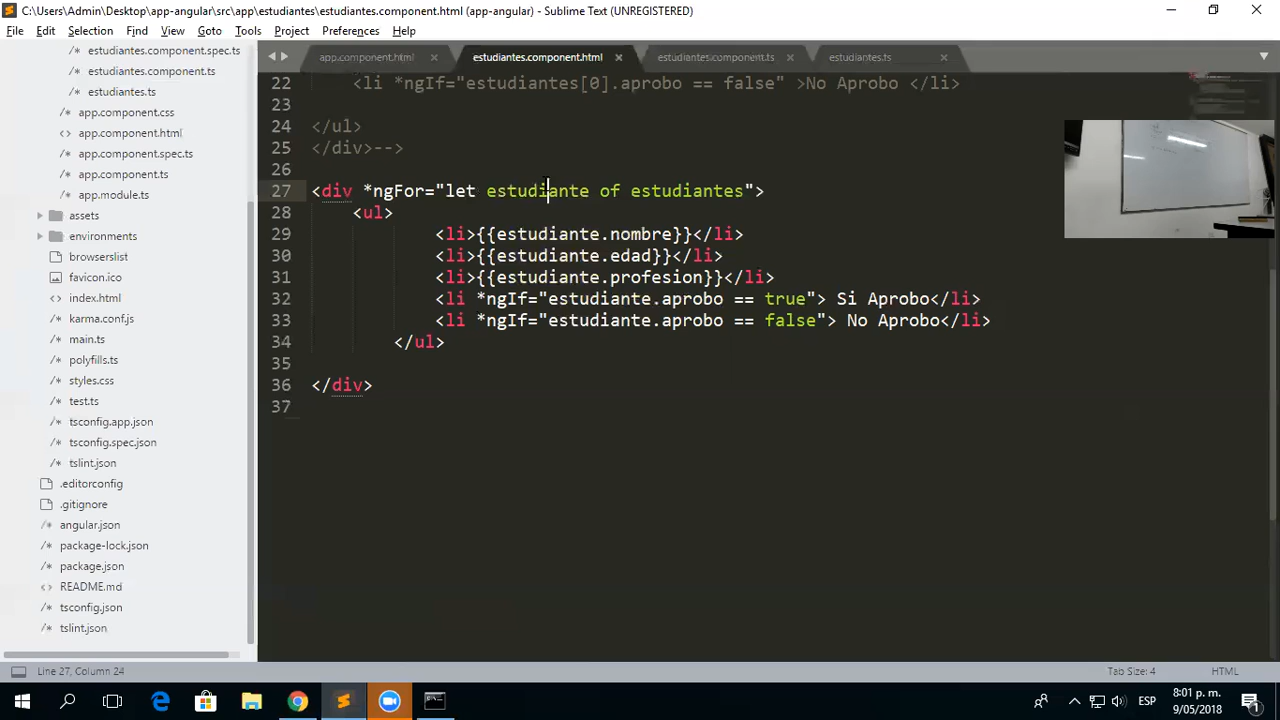 C:\Users\Admin\Desktop\app-angular\src\app\estudiantes\estudiantes.component.html (app-angular) - Sublime Text (UNREGISTERED)
File Edit Selection Find View Goto Tools Project Preferences Help
estudiantes.component.spec.ts
estudiantes.component.ts
estudiantes.ts
app.component.css
app.component.html
app.component.spec.ts
app.component.ts
app.module.ts
assets
environments
browserslist
favicon.ico
index.html
karma.conf.js
main.ts
polyfills.ts
styles.css
test.ts
tsconfig.app.json
tsconfig.spec.json
tslint.json
.editorconfig
.gitignore
angular.json
package-lock.json
package.json
README.md
tsconfig.json
tslint.json
app.component.html estudiantes.component.html estudiantes.component.ts estudiantes.ts
22 <li *ngIf="estudiantes[0].aprobo == false" >No Aprobo </li>
23
24 </ul>
25 </div>-->
26
27 <div *ngFor="let estudiante of estudiantes">
28 <ul>
29 <li>{{estudiante.nombre}}</li>
30 <li>{{estudiante.edad}}</li>
31 <li>{{estudiante.profesion}}</li>
32 <li *ngIf="estudiante.aprobo == true"> Si Aprobo</li>
33 <li *ngIf="estudiante.aprobo == false"> No Aprobo</li>
34 </ul>
35
36 </div>
37
Line 27, Column 24 Tab Size: 4 HTML
ESP
8:01 p. m.
9/05/2018
1